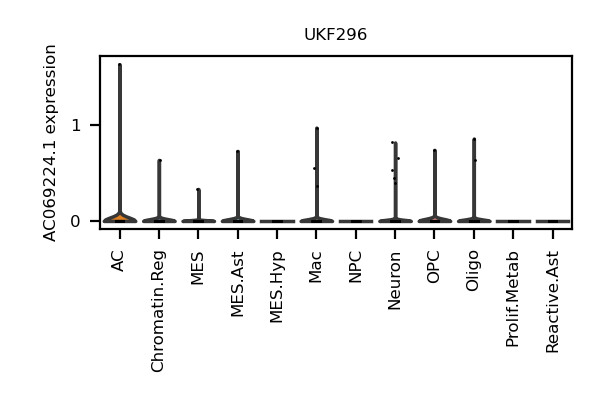 UKF296
AC069224.1 expression
1
0
AC
Chromatin.Reg
MES
MES.Ast
MES.Hyp
Mac
NPC
Neuron
OPC
Oligo
Prolif.Metab
Reactive.Ast